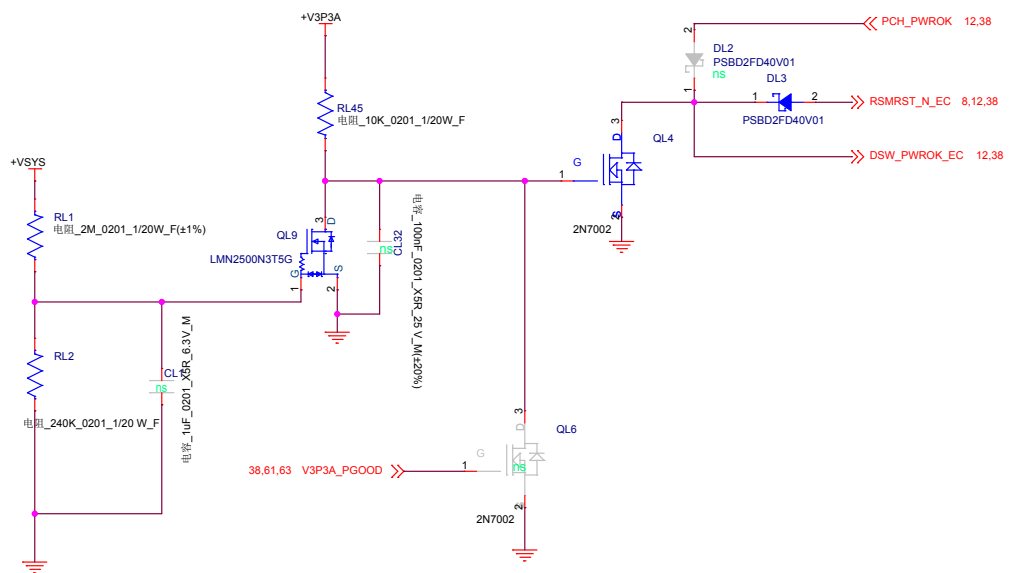 +V3P3A
PCH_PWROK 12,38
2
DL2
PSBD2FD40V01
ns
1
DL3
1
2
RSMRST_N_EC 8,12,38
PSBD2FD40V01
RL45
电阻_10K_0201_1/20W_F
3
D
QL4
G
1
DSW_PWROK_EC 12,38
S
2N7002
+VSYS
RL1
电阻_2M_0201_1/20W_F(±1%)
3
D
QL9
LMN2500N3T5G
G
S
1
2
ns
CL32
电容_100nF_0201_X5R_25 V_M(±20%)
RL2
电阻_240K_0201_1/20 W_F
ns
电容_1uF_0201_X5R_6.3V_M
3
D
QL6
G
1
ns
38,61,63 V3P3A_PGOOD
2
2N7002